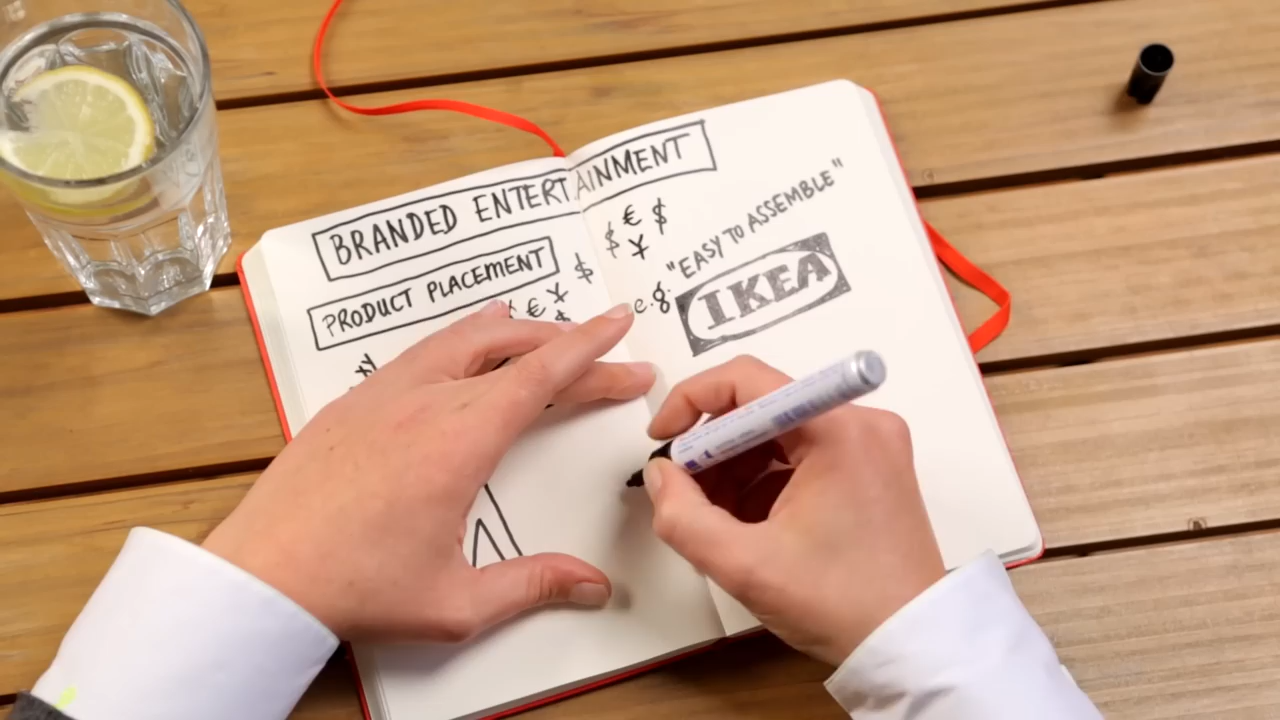 BRANDED ENTERTAINMENT
PRODUCT PLACEMENT
$ € $
$ ¥
$
€ ¥
"EASY TO ASSEMBLE"
e.g. IKEA